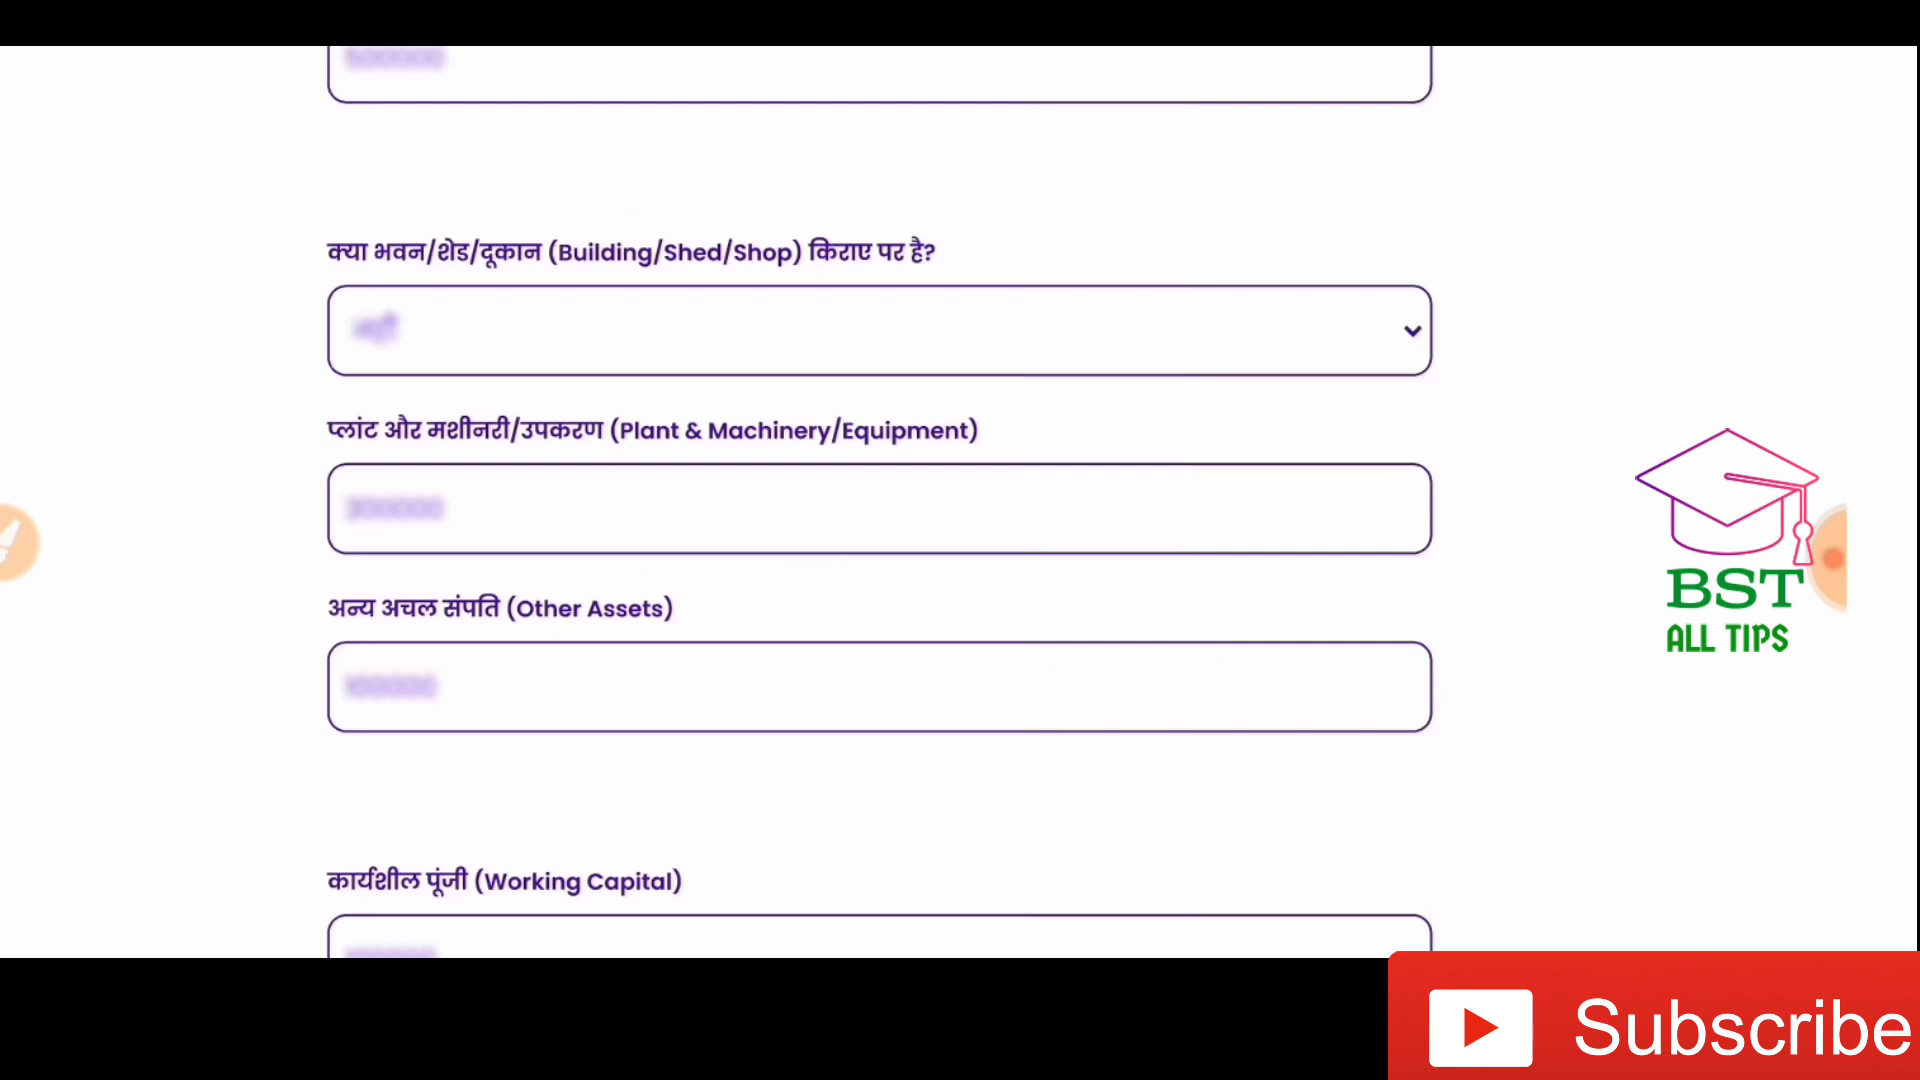 क्या भवन/शेड/दूकान (Building/Shed/Shop) किराए पर है?
प्लांट और मशीनरी/उपकरण (Plant & Machinery/Equipment)
अन्य अचल संपति (Other Assets)
कार्यशील पूंजी (Working Capital)
BST
ALL TIPS
Subscribe